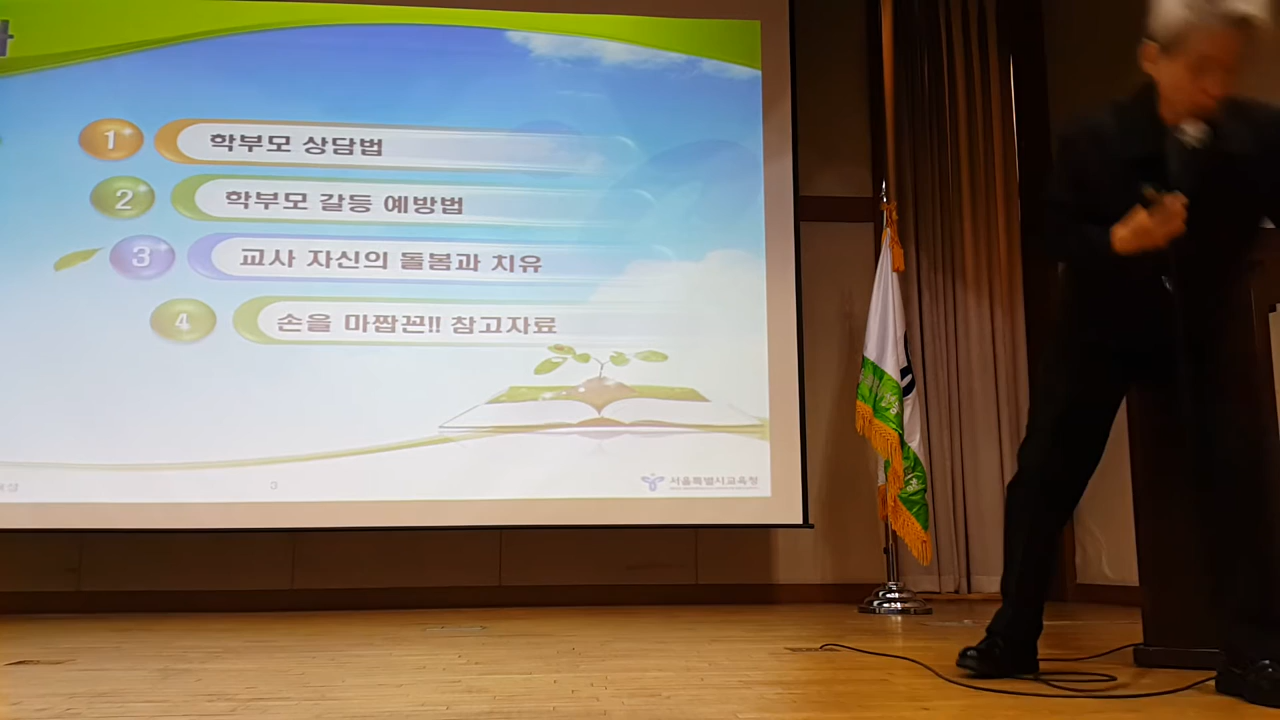 1 학부모 상담법
2 학부모 갈등 예방법
3 교사 자신의 돌봄과 치유
4 손을 마짭꼰!! 참고자료
3
서울특별시교육청